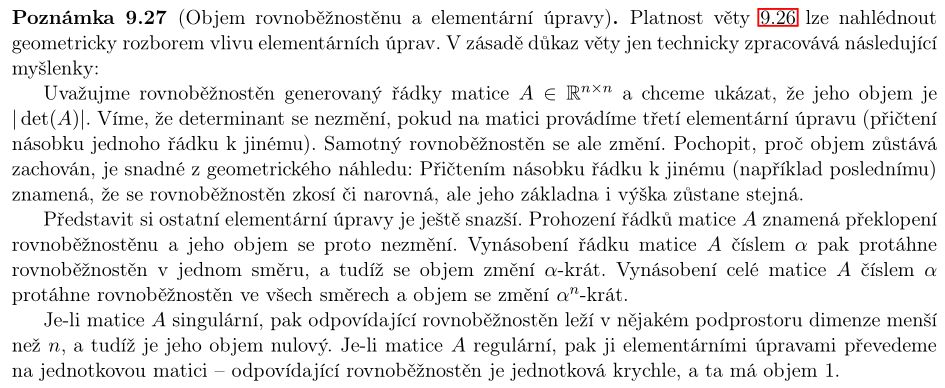 Poznámka 9.27 (Objem rovnoběžnostěnu a elementární úpravy). Platnost věty 9.26 lze nahlédnout
geometricky rozborem vlivu elementárních úprav. V zásadě důkaz věty jen technicky zpracovává následující
myšlenky:
Uvažujme rovnoběžnostěn generovaný řádky matice A ∈ ℝⁿˣⁿ a chceme ukázat, že jeho objem je
| det(A)|. Víme, že determinant se nezmění, pokud na matici provádíme třetí elementární úpravu (přičtení
násobku jednoho řádku k jinému). Samotný rovnoběžnostěn se ale změní. Pochopit, proč objem zůstává
zachován, je snadné z geometrického náhledu: Přičtením násobku řádku k jinému (například poslednímu)
znamená, že se rovnoběžnostěn zkosí či narovná, ale jeho základna i výška zůstane stejná.
Představit si ostatní elementární úpravy je ještě snazší. Prohození řádků matice A znamená překlopení
rovnoběžnostěnu a jeho objem se proto nezmění. Vynásobení řádku matice A číslem α pak protáhne
rovnoběžnostěn v jednom směru, a tudíž se objem změní α-krát. Vynásobení celé matice A číslem α
protáhne rovnoběžnostěn ve všech směrech a objem se změní αⁿ-krát.
Je-li matice A singulární, pak odpovídající rovnoběžnostěn leží v nějakém podprostoru dimenze menší
než n, a tudíž je jeho objem nulový. Je-li matice A regulární, pak ji elementárními úpravami převedeme
na jednotkovou matici – odpovídající rovnoběžnostěn je jednotková krychle, a ta má objem 1.